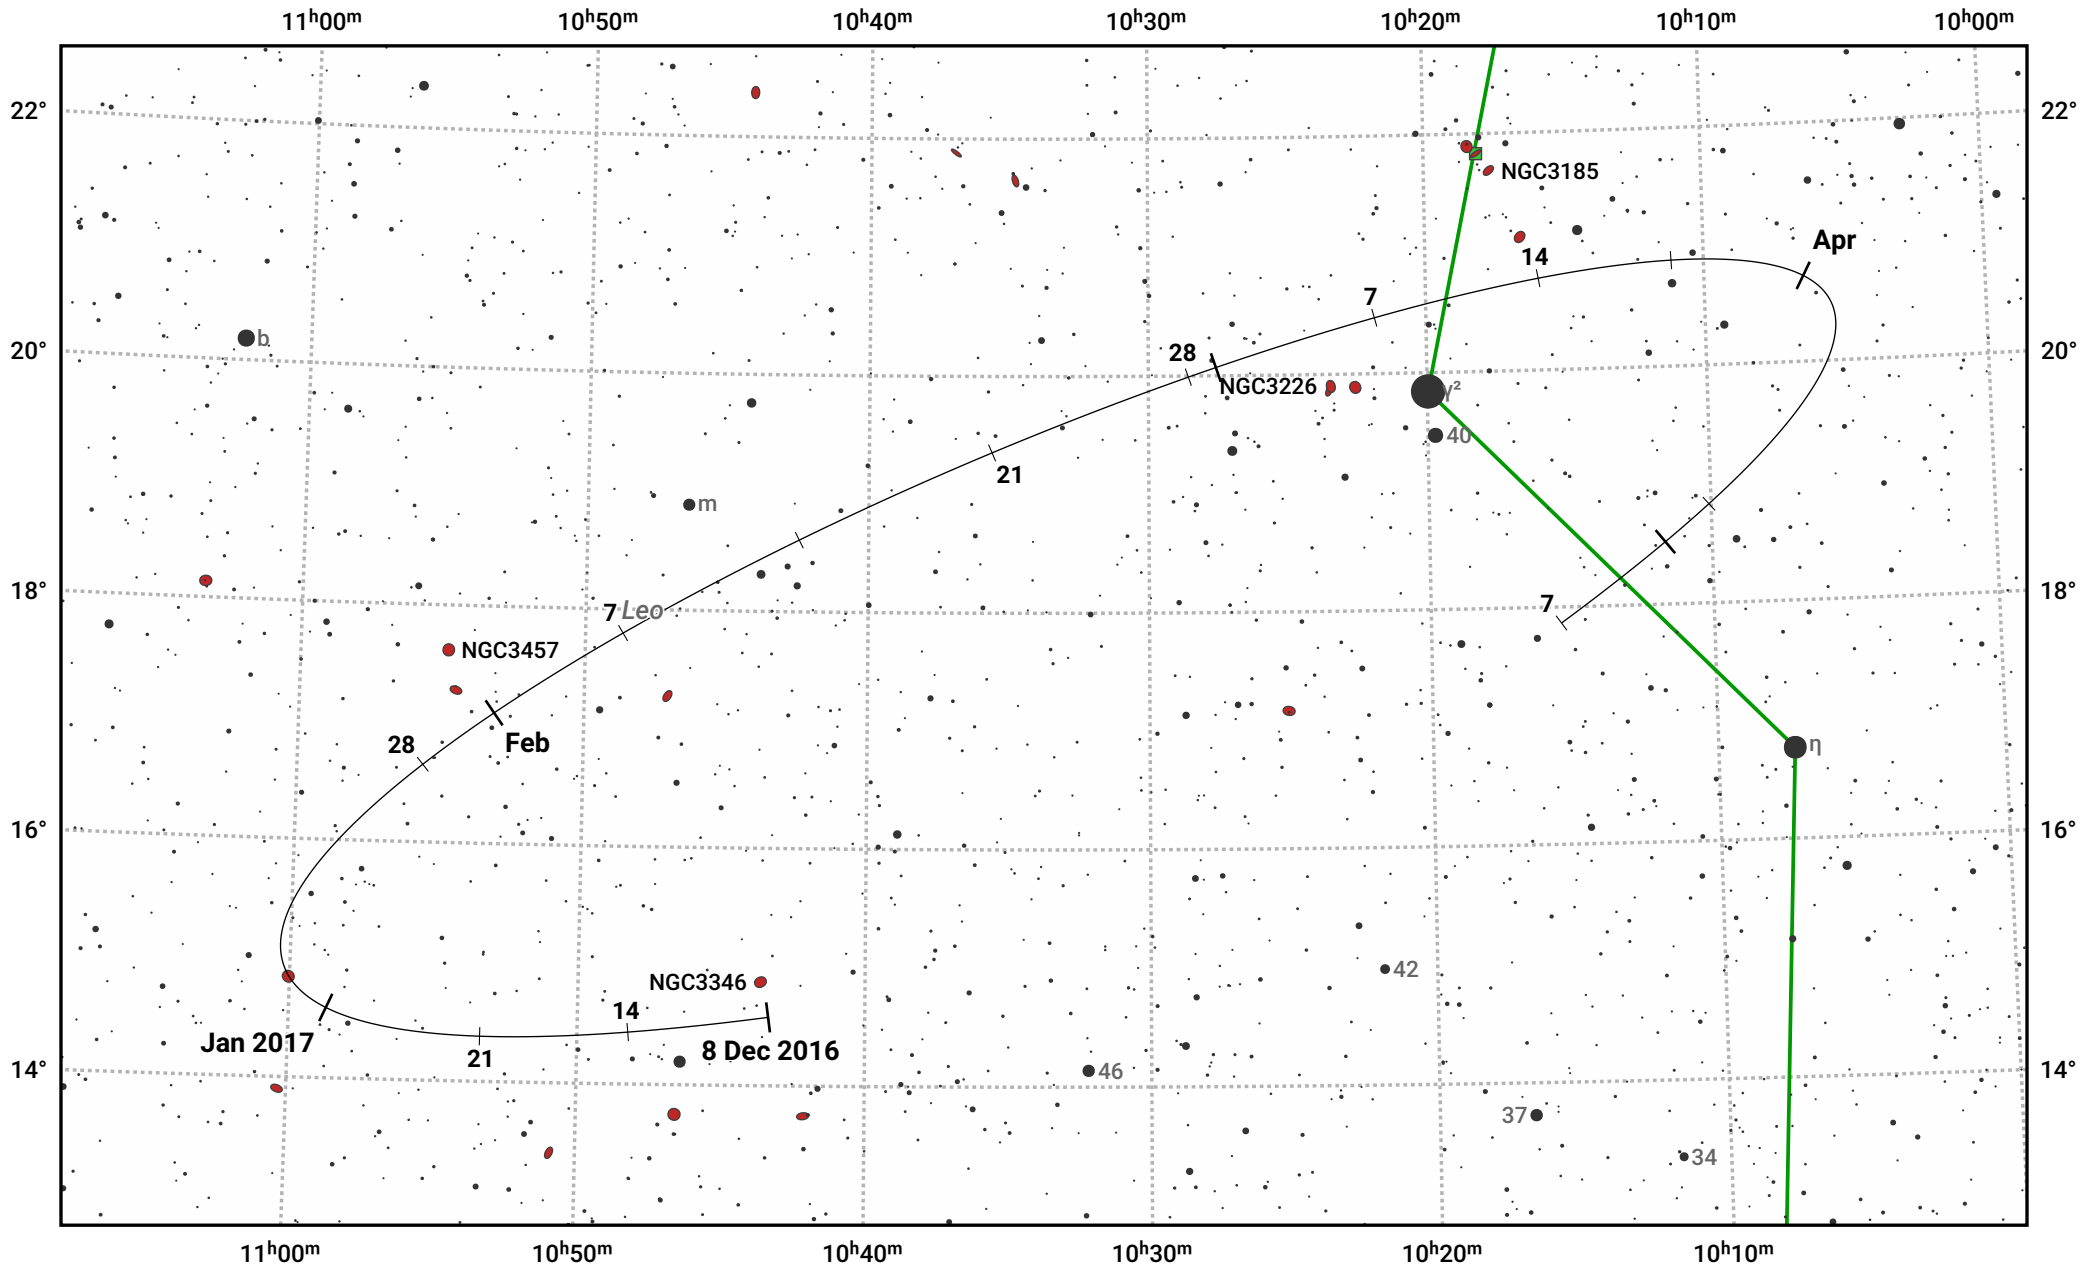 11ʰ00ᵐ 10ʰ50ᵐ 10ʰ40ᵐ 10ʰ30ᵐ 10ʰ20ᵐ 10ʰ10ᵐ 10ʰ00ᵐ
22° 22°
NGC3185
Apr
14
7
b
20° 20°
28
NGC3226
γ²
40
21
m
18° 18°
7 Leo
7
NGC3457
Feb
28
η
16° 16°
42
NGC3346
14
Jan 2017
21
8 Dec 2016
14° 14°
46
37
34
11ʰ00ᵐ 10ʰ50ᵐ 10ʰ40ᵐ 10ʰ30ᵐ 10ʰ20ᵐ 10ʰ10ᵐ